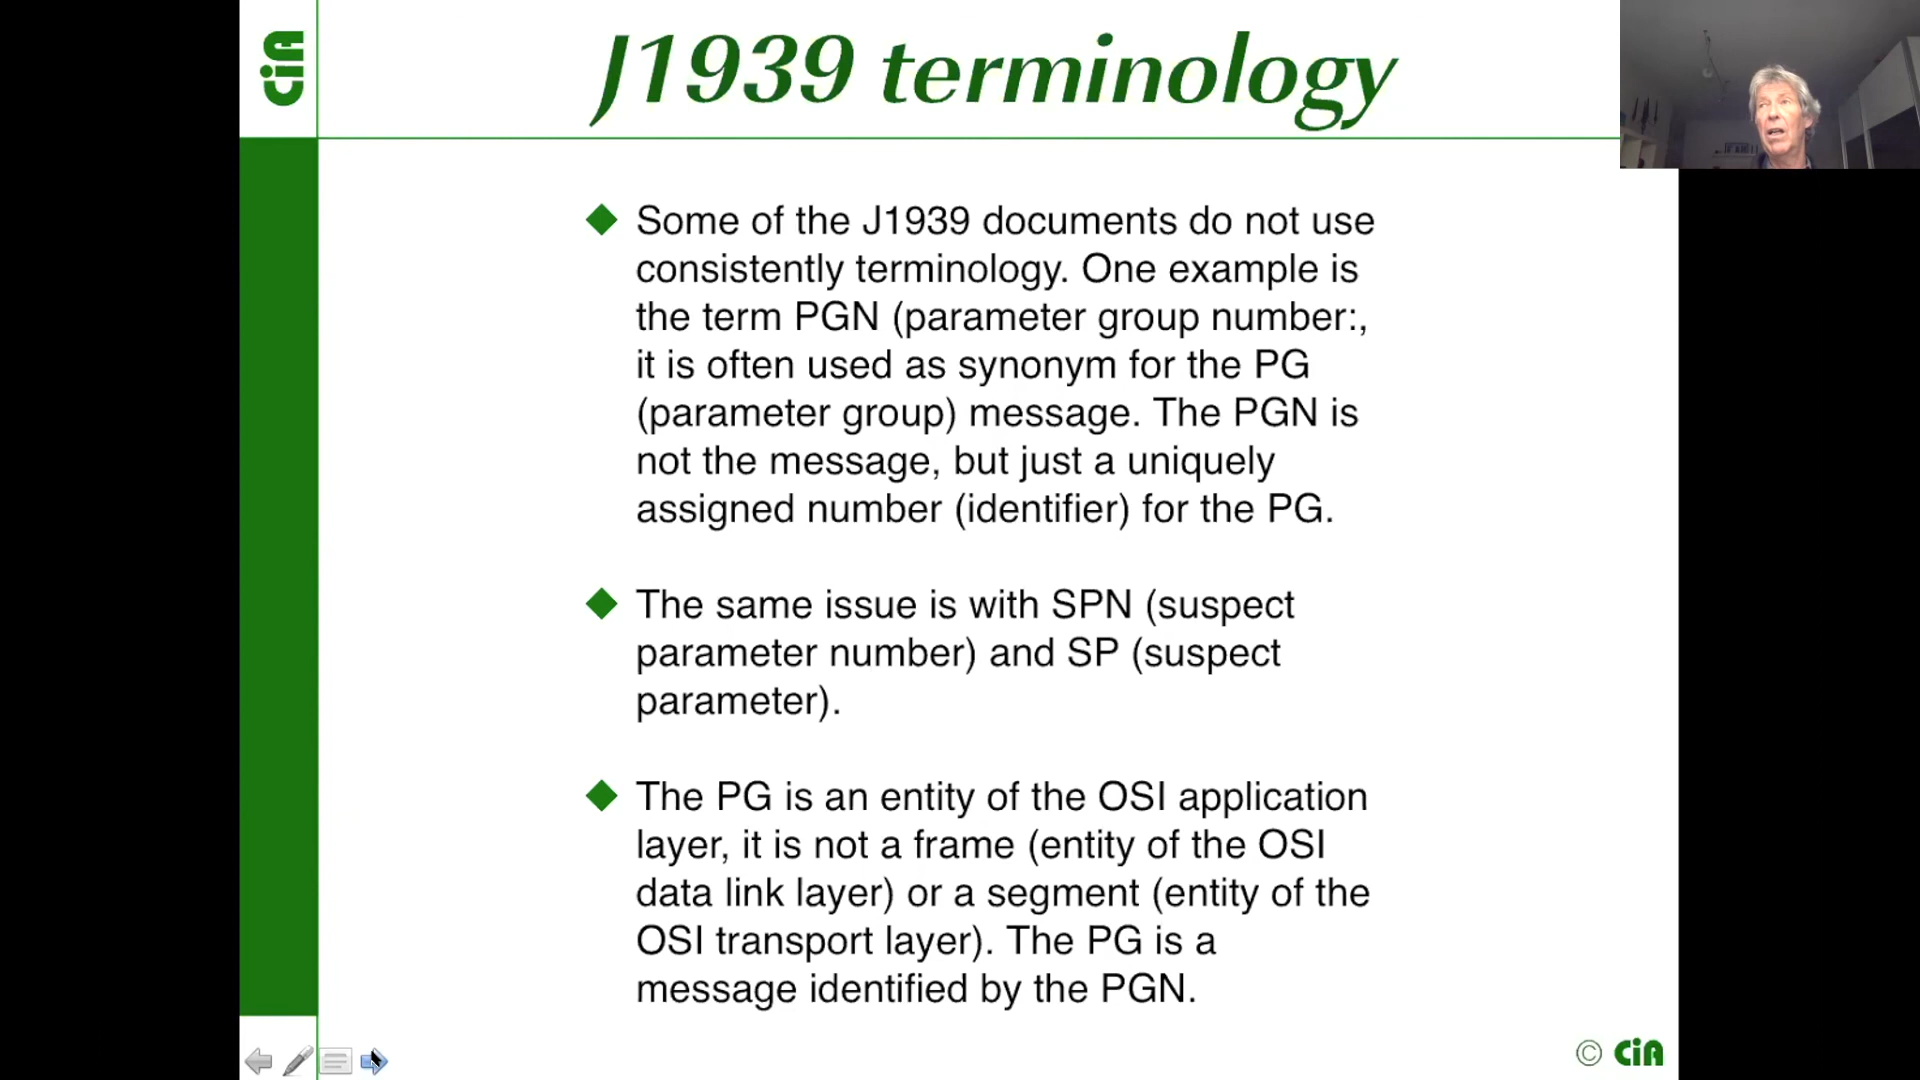 CiA
J1939 terminology
Some of the J1939 documents do not use
consistently terminology. One example is
the term PGN (parameter group number:,
it is often used as synonym for the PG
(parameter group) message. The PGN is
not the message, but just a uniquely
assigned number (identifier) for the PG.
The same issue is with SPN (suspect
parameter number) and SP (suspect
parameter).
The PG is an entity of the OSI application
layer, it is not a frame (entity of the OSI
data link layer) or a segment (entity of the
OSI transport layer). The PG is a
message identified by the PGN.
© CiA